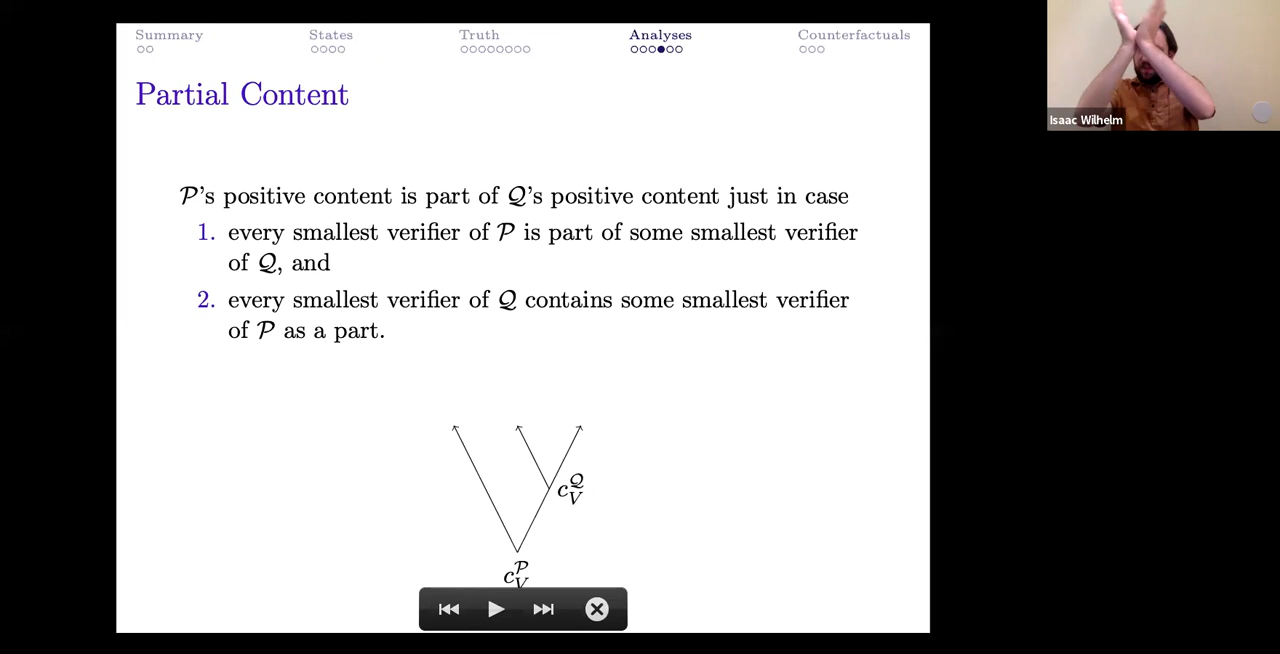 Summary States Truth Analyses Counterfactuals
Partial Content
𝒫's positive content is part of 𝒬's positive content just in case
1. every smallest verifier of 𝒫 is part of some smallest verifier
of 𝒬, and
2. every smallest verifier of 𝒬 contains some smallest verifier
of 𝒫 as a part.
c_V^𝒬
c_V^𝒫
Isaac Wilhelm